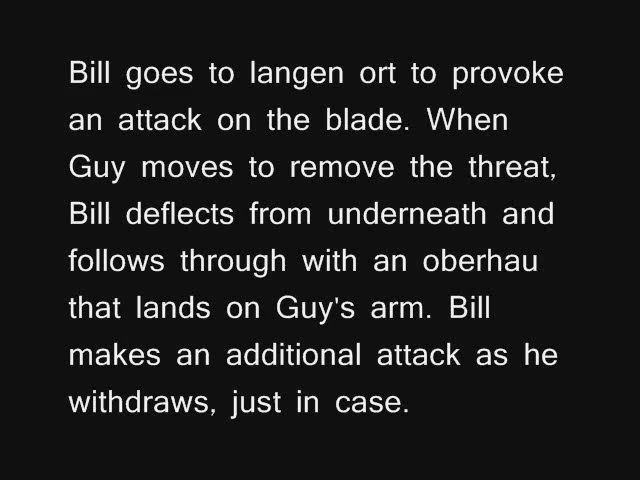 Bill goes to langen ort to provoke
an attack on the blade. When
Guy moves to remove the threat,
Bill deflects from underneath and
follows through with an oberhau
that lands on Guy's arm. Bill
makes an additional attack as he
withdraws, just in case.